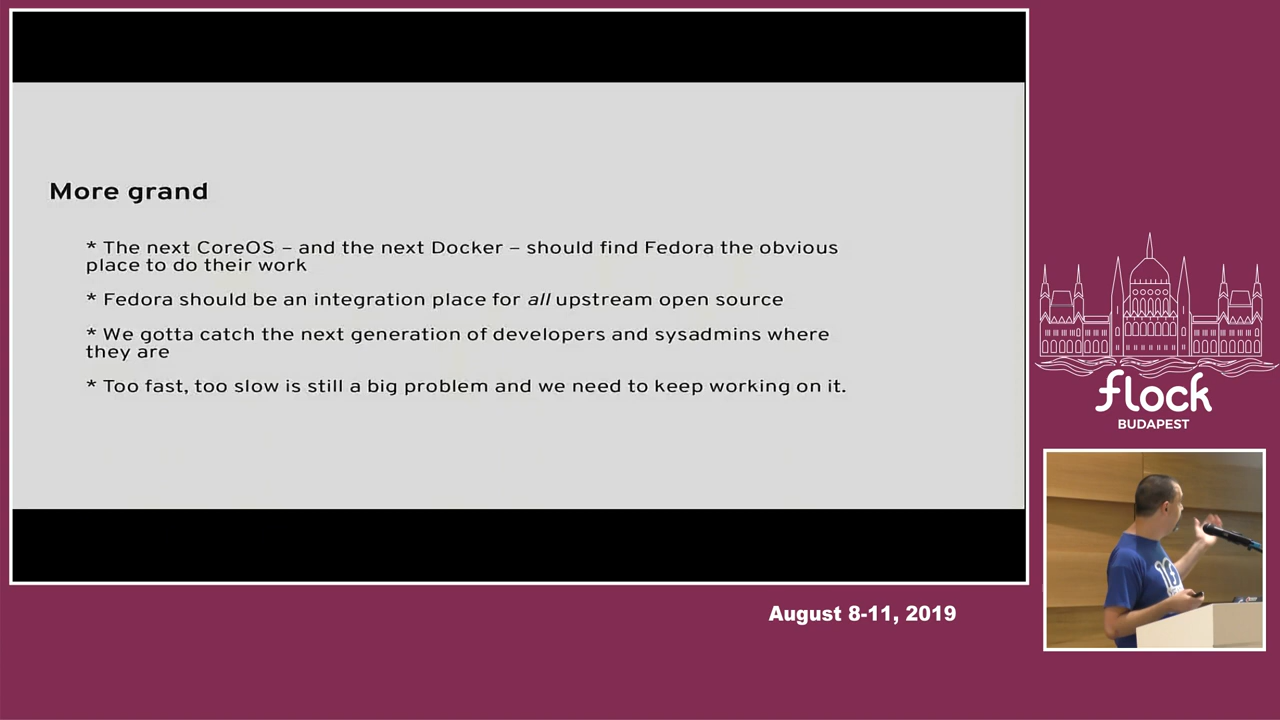 More grand
* The next CoreOS – and the next Docker – should find Fedora the obvious
place to do their work
* Fedora should be an integration place for all upstream open source
* We gotta catch the next generation of developers and sysadmins where
they are
* Too fast, too slow is still a big problem and we need to keep working on it.
flock
BUDAPEST
August 8-11, 2019